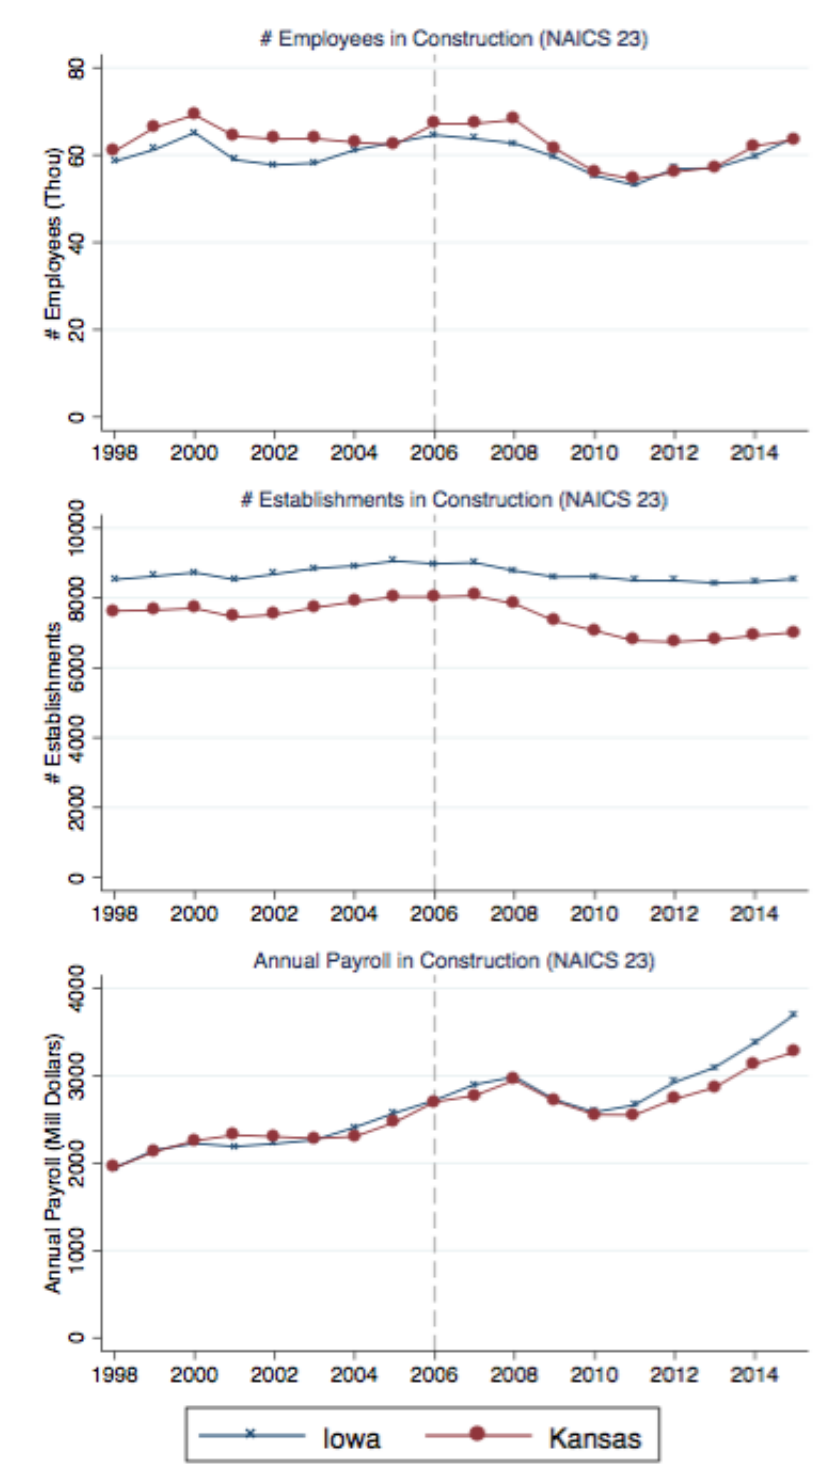 # Employees in Construction (NAICS 23)
# Employees (Thou)
80
60
40
20
0
1998 2000 2002 2004 2006 2008 2010 2012 2014
# Establishments in Construction (NAICS 23)
# Establishments
10000
8000
6000
4000
2000
0
1998 2000 2002 2004 2006 2008 2010 2012 2014
Annual Payroll in Construction (NAICS 23)
Annual Payroll (Mill Dollars)
4000
3000
2000
1000
0
1998 2000 2002 2004 2006 2008 2010 2012 2014
Iowa Kansas